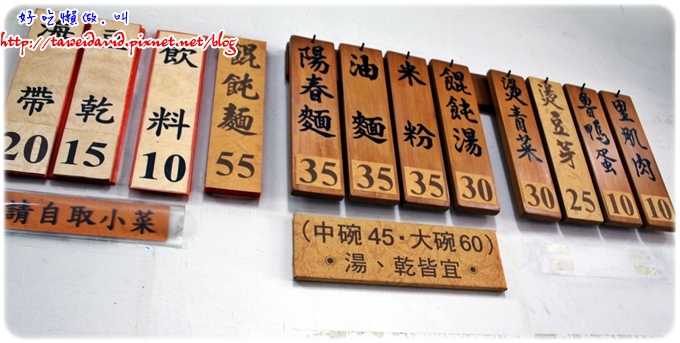 好吃懶做.叫
http://taweidavid.pixnet.net/blog
海帶 20
乾 15
飲料 10
餛飩麵 55
陽春麵 35
油麵 35
米粉 35
餛飩湯 30
燙青菜 30
燙豆芽 25
魯鴨蛋 10
里肌肉 10
請自取小菜
(中碗45·大碗60)
•湯、乾皆宜•